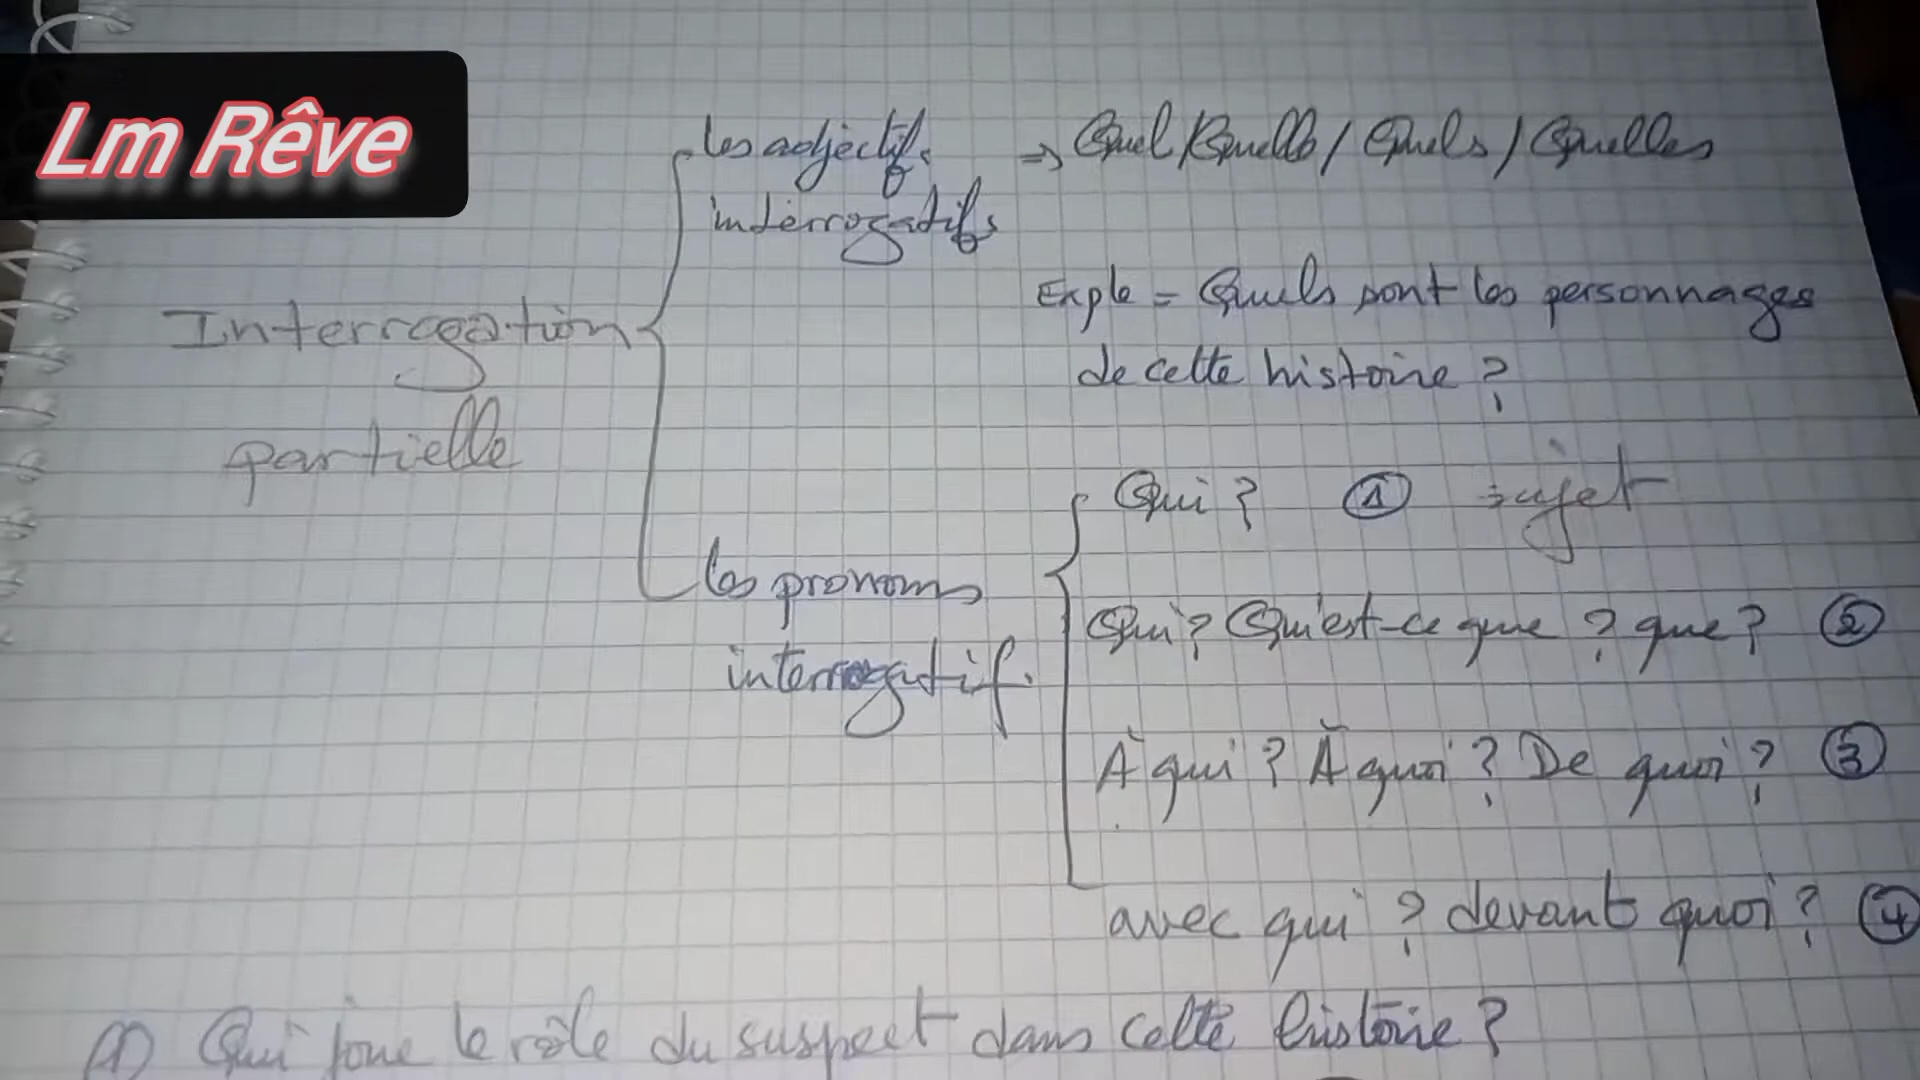 Lm Rêve
les adjectifs => Quel / Quelle / Quels / Quelles
interrogatifs
Exple = Quels sont les personnages
de cette histoire ?
Interrogation
partielle
Qui ? ① sujet
les pronoms
interrogatif.
Qui ? Qu'est-ce que ? que ? ②
À qui ? À quoi ? De quoi ? ③
avec qui ? devant quoi ? ④
① Qui joue le rôle du suspect dans cette histoire ?